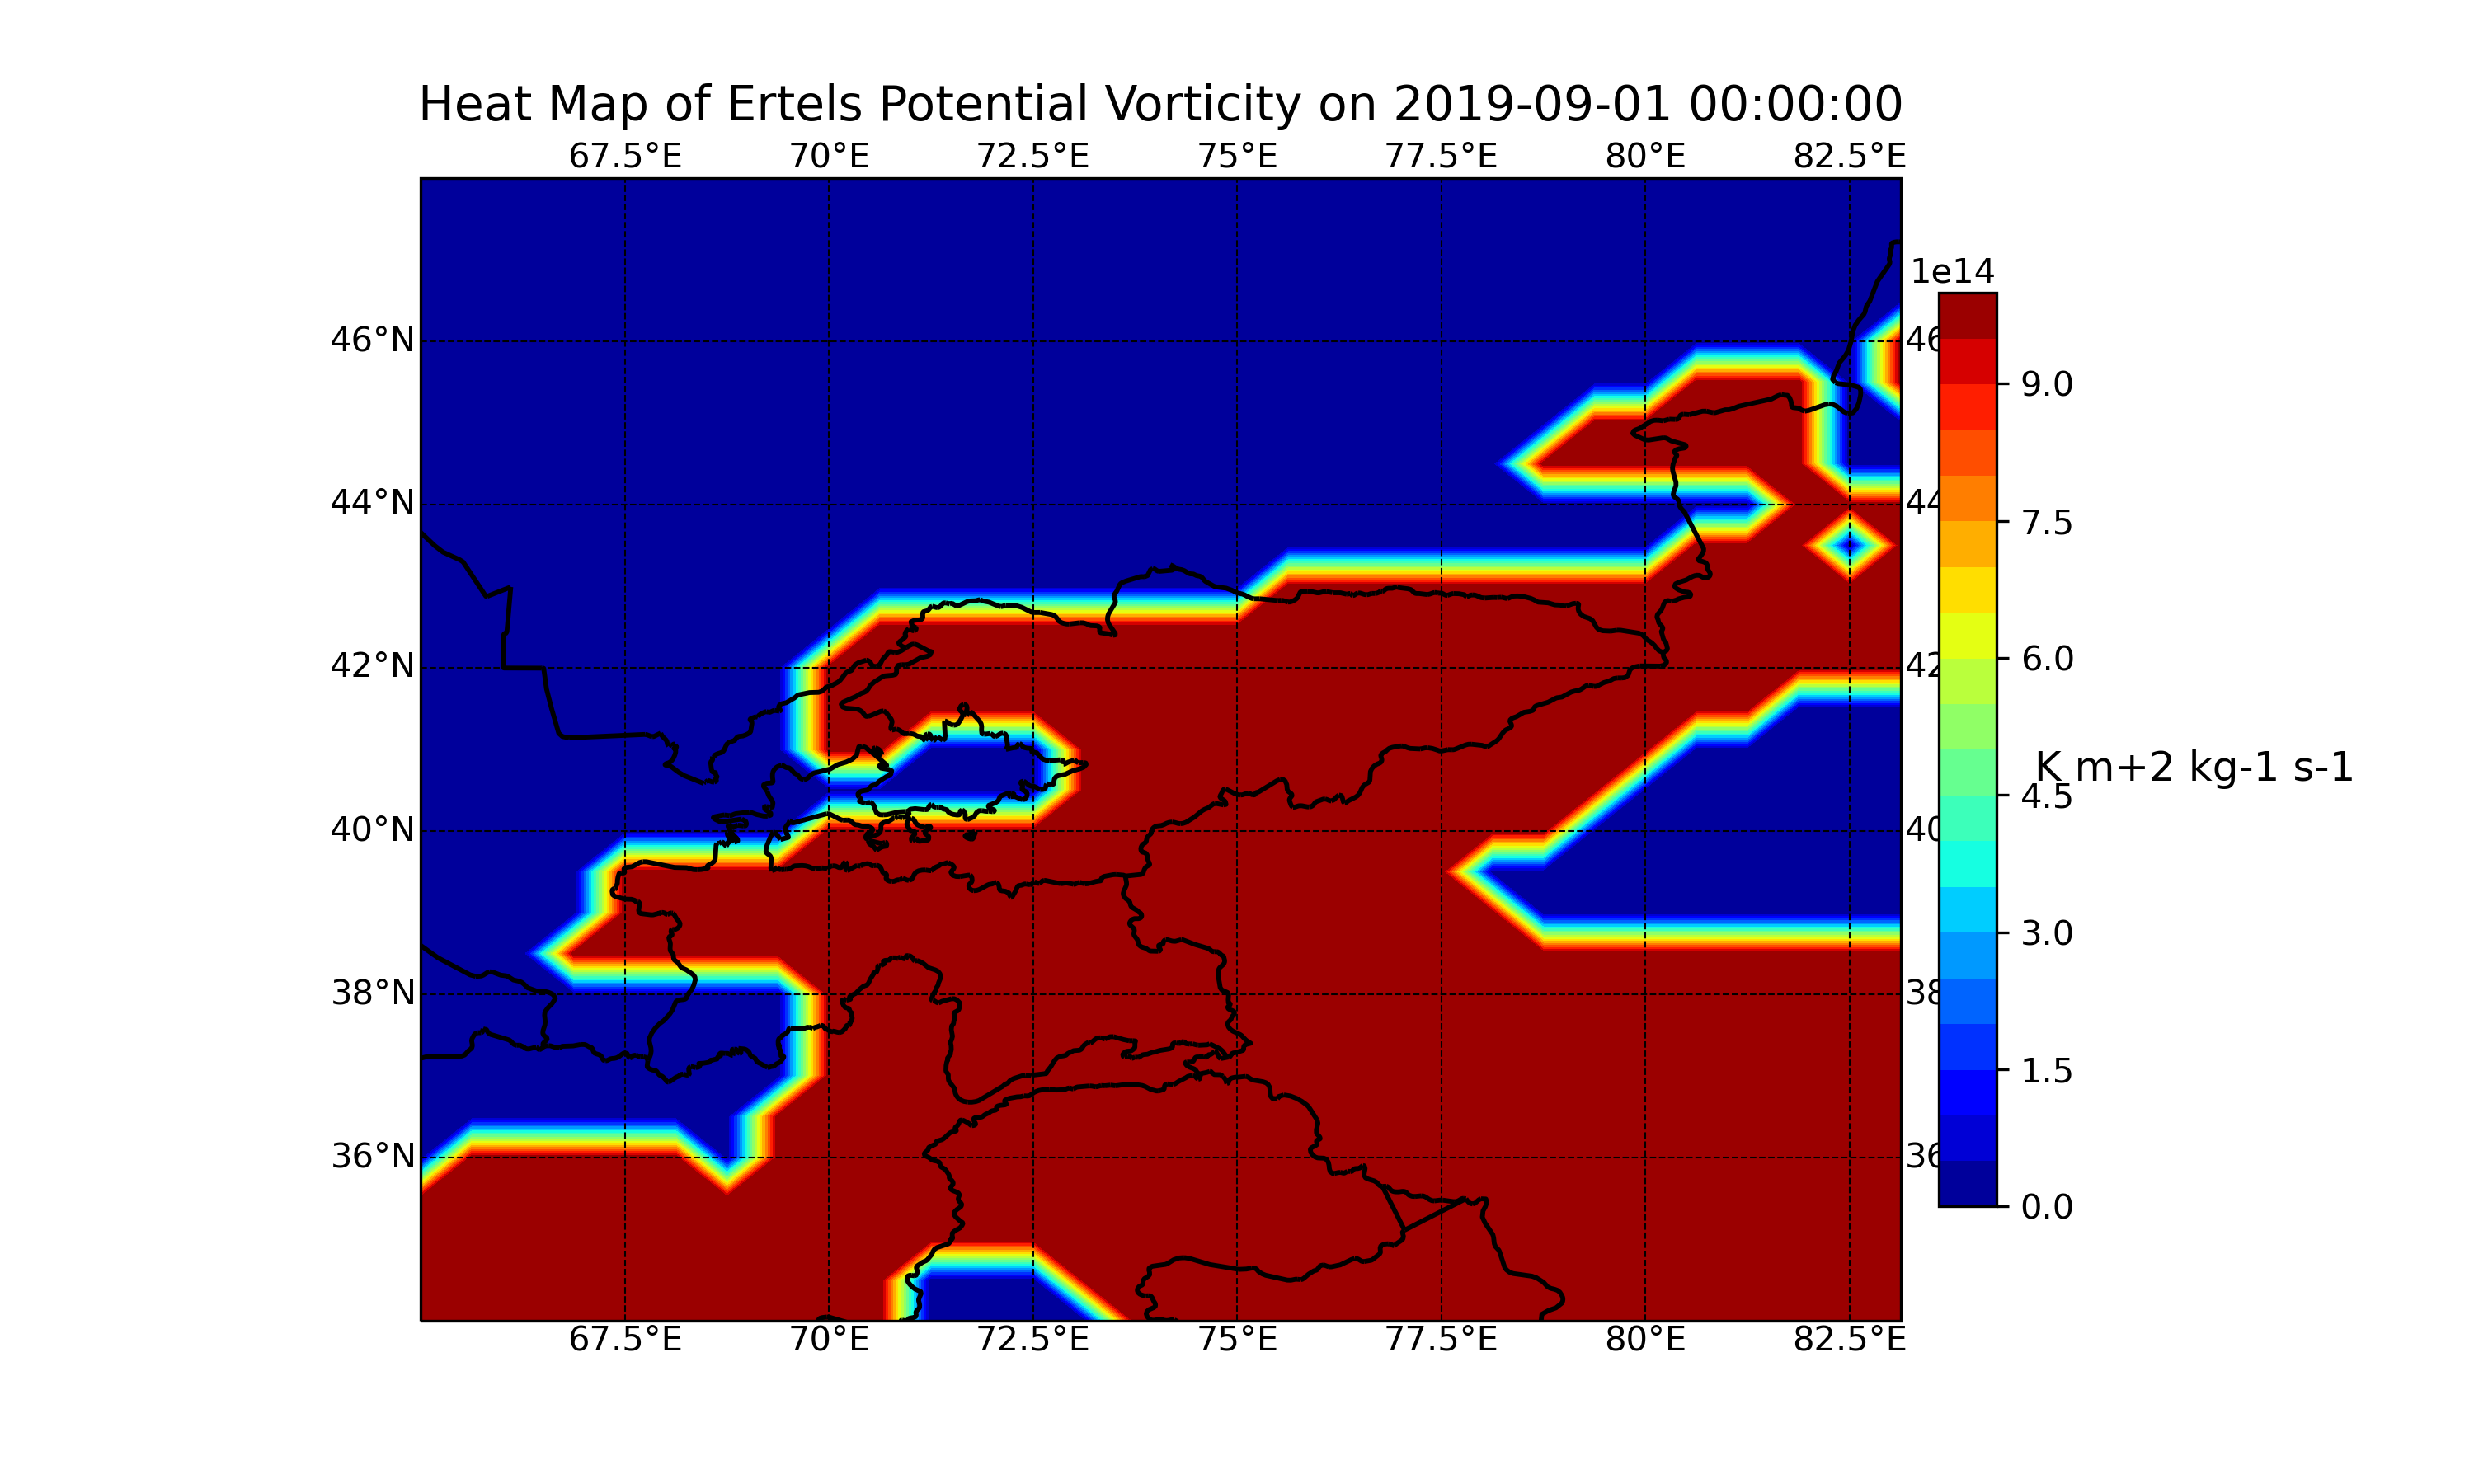 Heat Map of Ertels Potential Vorticity on 2019-09-01 00:00:00
67.5°E 70°E 72.5°E 75°E 77.5°E 80°E 82.5°E
1e14
46°N 46
9.0
44°N 44
7.5
42°N 42
6.0
K m+2 kg-1 s-1
4.5
40°N 40
3.0
38°N 38
1.5
36°N 36
0.0
67.5°E 70°E 72.5°E 75°E 77.5°E 80°E 82.5°E